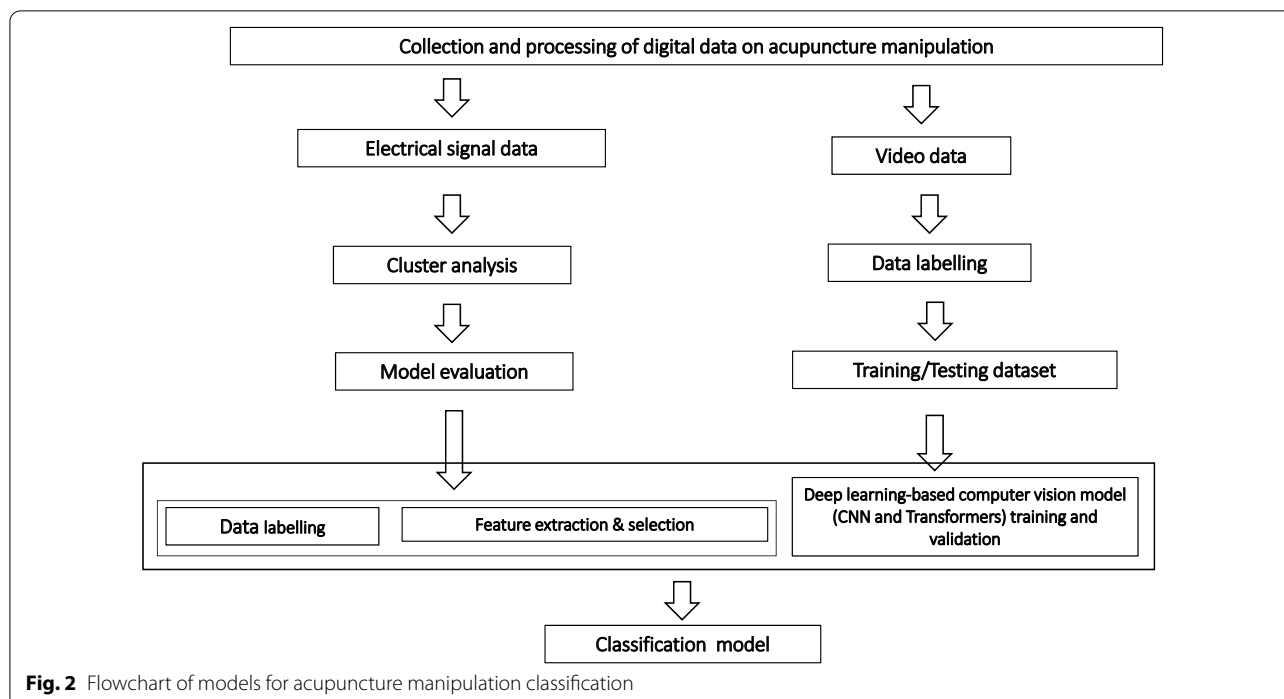 Collection and processing of digital data on acupuncture manipulation
Electrical signal data
Video data
Cluster analysis
Data labelling
Model evaluation
Training/Testing dataset
Data labelling
Feature extraction & selection
Deep learning-based computer vision model
(CNN and Transformers) training and
validation
Classification model
Fig. 2 Flowchart of models for acupuncture manipulation classification